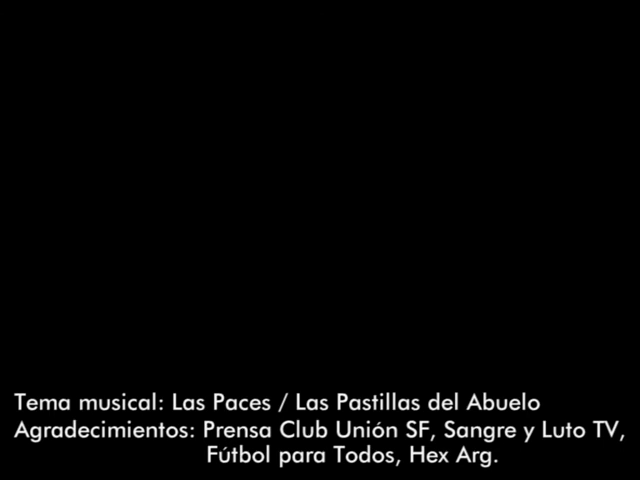 Tema musical: Las Paces / Las Pastillas del Abuelo
Agradecimientos: Prensa Club Unión SF, Sangre y Luto TV,
Fútbol para Todos, Hex Arg.